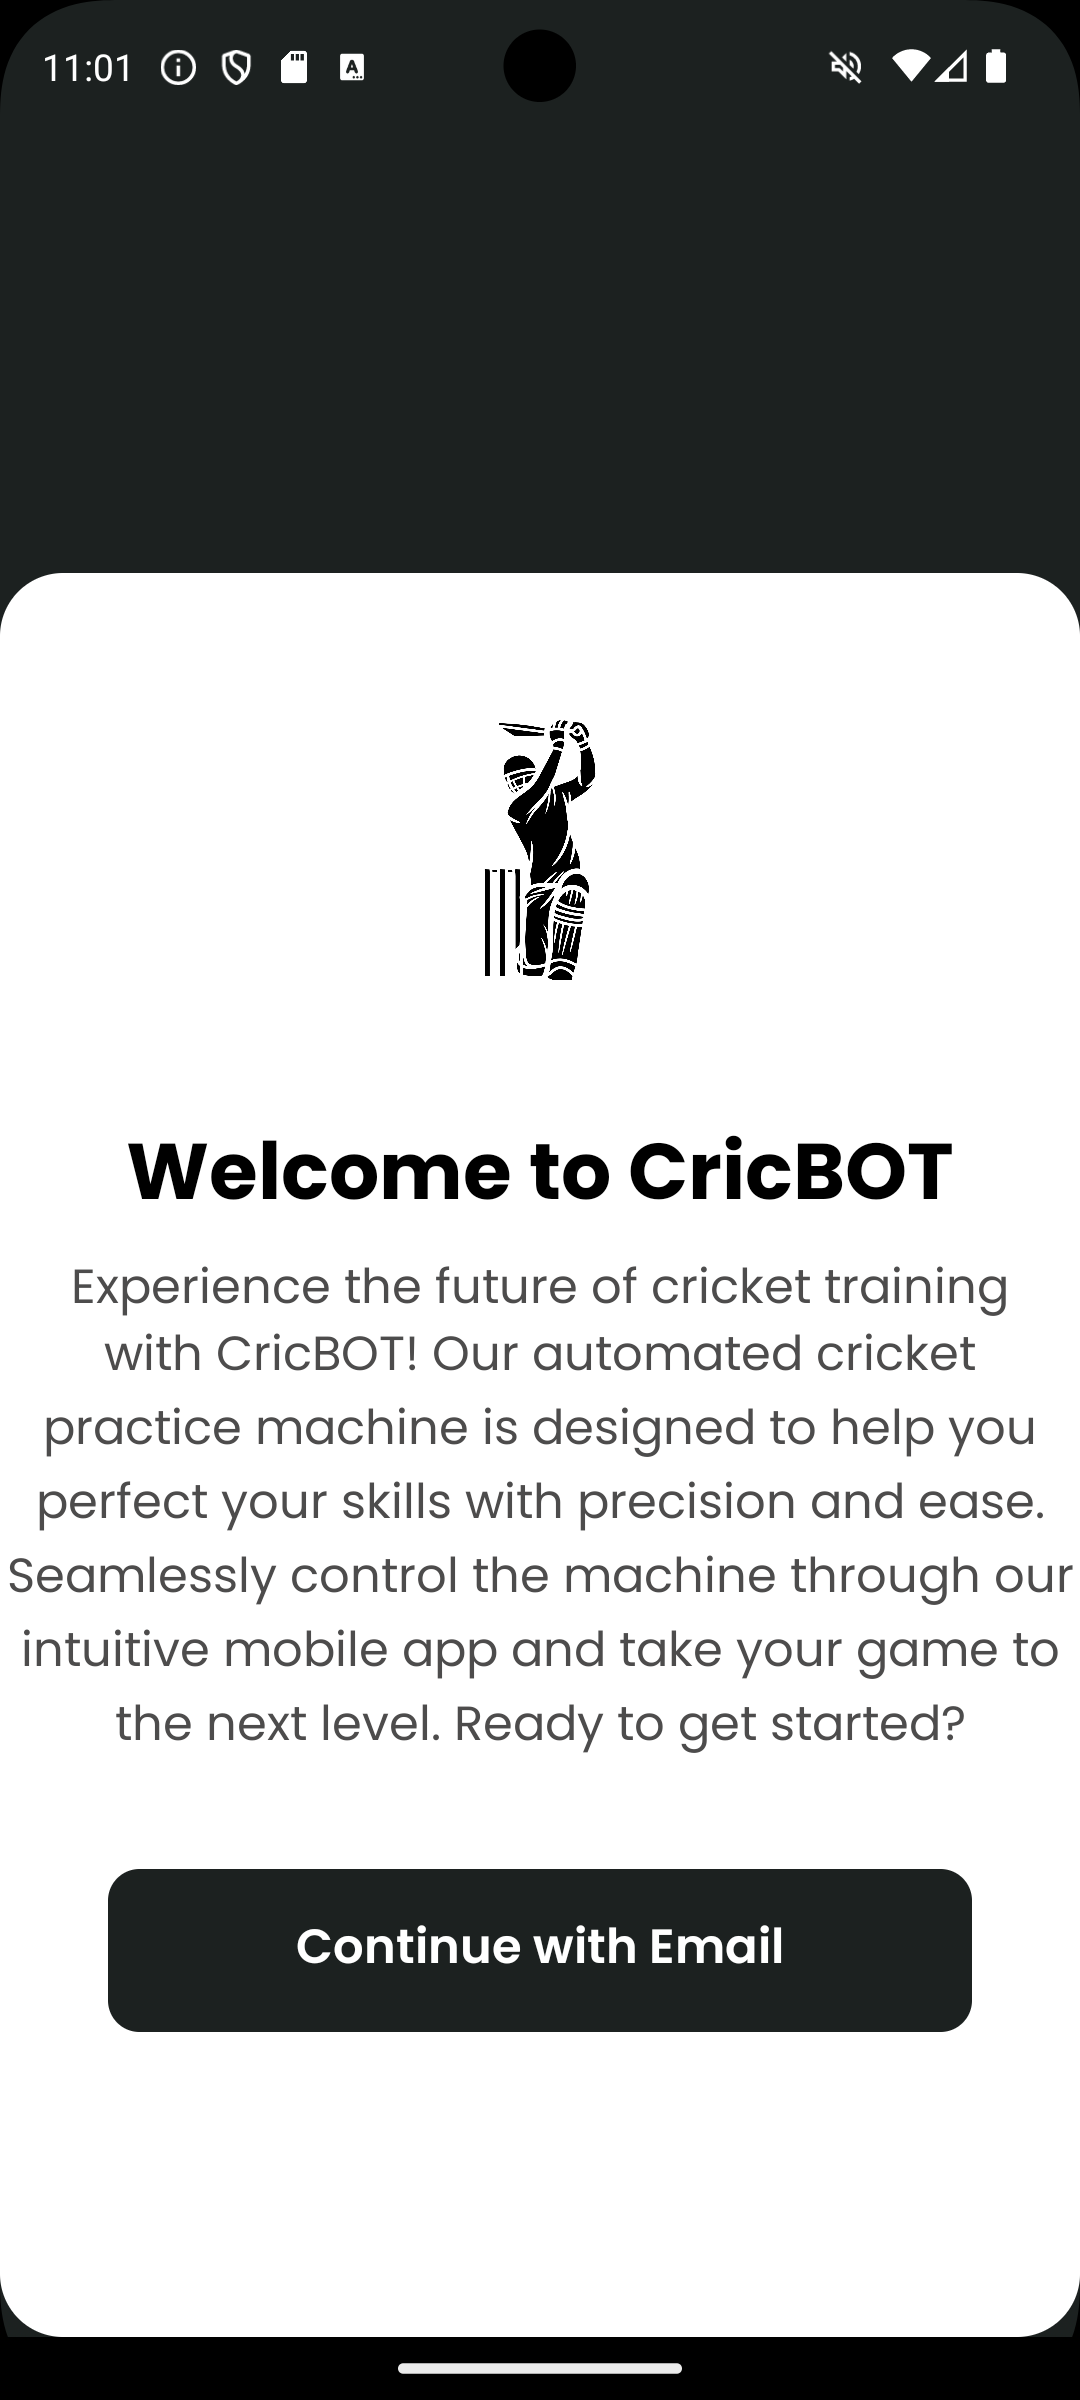 11:01
Welcome to CricBOT
Experience the future of cricket training
with CricBOT! Our automated cricket
practice machine is designed to help you
perfect your skills with precision and ease.
Seamlessly control the machine through our
intuitive mobile app and take your game to
the next level. Ready to get started?
Continue with Email